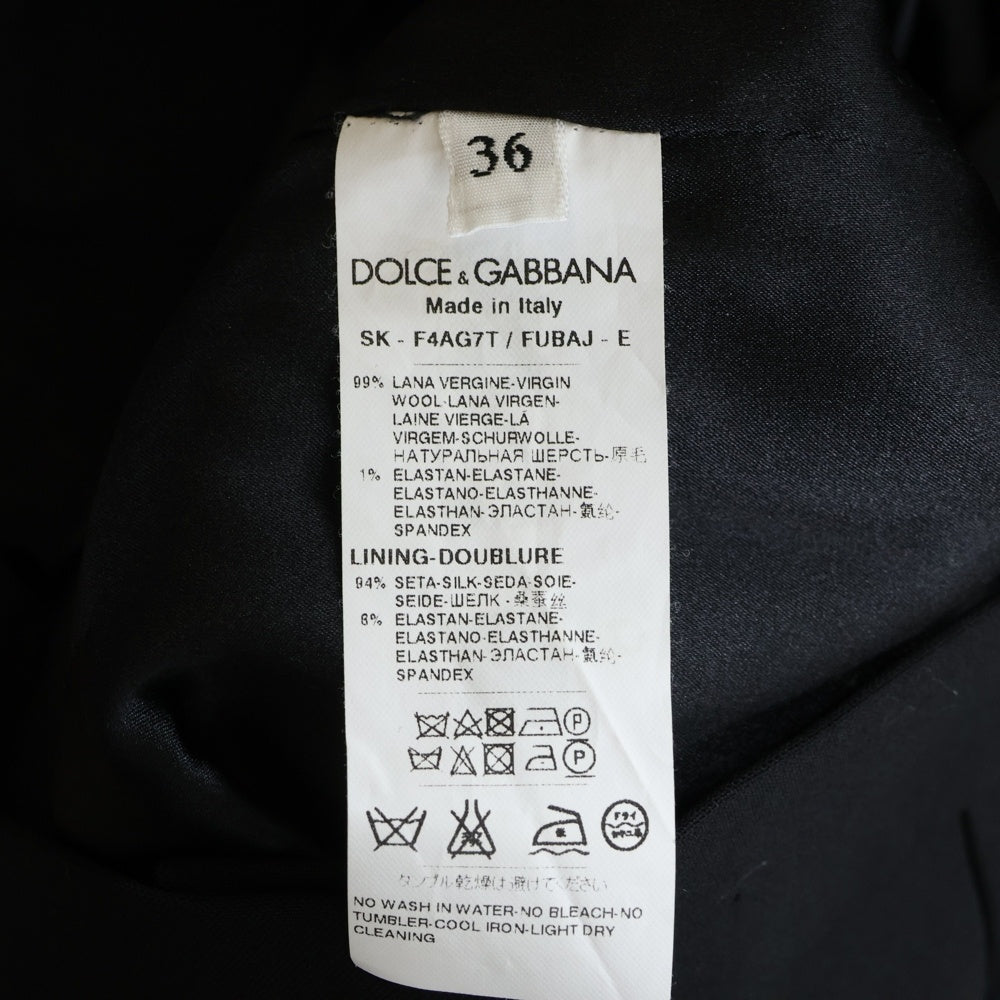 36
DOLCE & GABBANA
Made in Italy
SK - F4AG7T / FUBAJ - E
99% LANA VERGINE-VIRGIN
WOOL-LANA VIRGEN-
LAINE VIERGE-LÁ
VIRGEM-SCHURWOLLE-
НАТУРАЛЬНАЯ ШЕРСТЬ-原毛
1% ELASTAN-ELASTANE-
ELASTANO-ELASTHANNE-
ELASTHAN-ЭЛАСТАН-氨纶-
SPANDEX
LINING-DOUBLURE
94% SETA-SILK-SEDA-SOIE-
SEIDE-ШЕЛК - 桑蚕丝
6% ELASTAN-ELASTANE-
ELASTANO-ELASTHANNE-
ELASTHAN-ЭЛАСТАН-氨纶-
SPANDEX
P
P
ドライ
タンブル乾燥は避けてください
NO WASH IN WATER-NO BLEACH-NO
TUMBLER-COOL IRON-LIGHT DRY
CLEANING